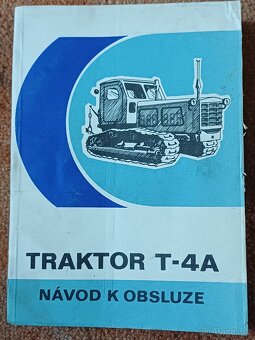 TRAKTOR T-4A
NÁVOD K OBSLUZE